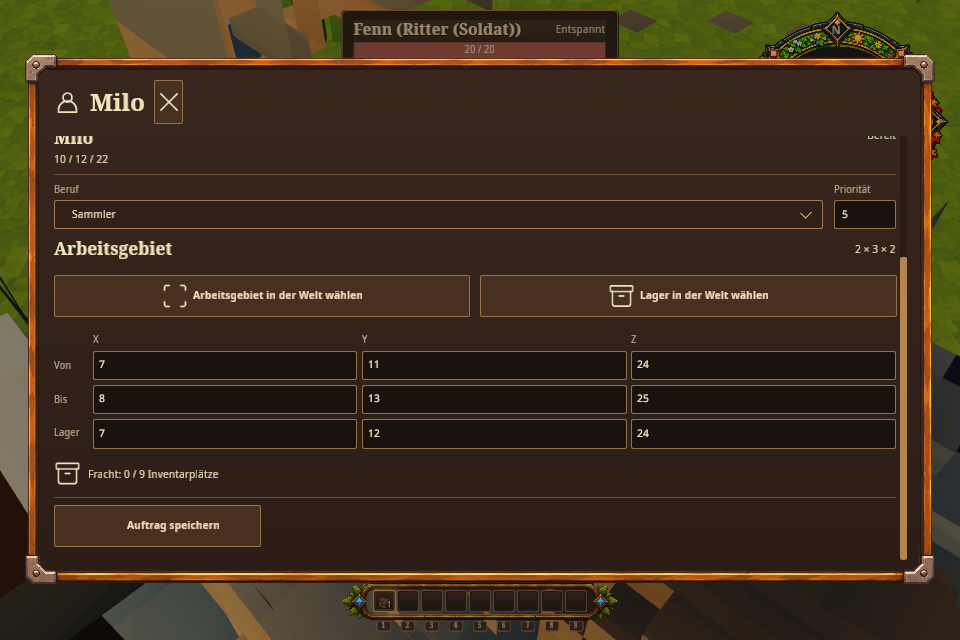 Fenn (Ritter (Soldat)) Entspannt
20 / 20
N
Milo
Milo Bereit
10 / 12 / 22
Beruf Priorität
Sammler 5
Arbeitsgebiet 2 × 3 × 2
Arbeitsgebiet in der Welt wählen Lager in der Welt wählen
X Y Z
Von 7 11 24
Bis 8 13 25
Lager 7 12 24
Fracht: 0 / 9 Inventarplätze
Auftrag speichern
1
1 2 3 4 5 6 7 8 9